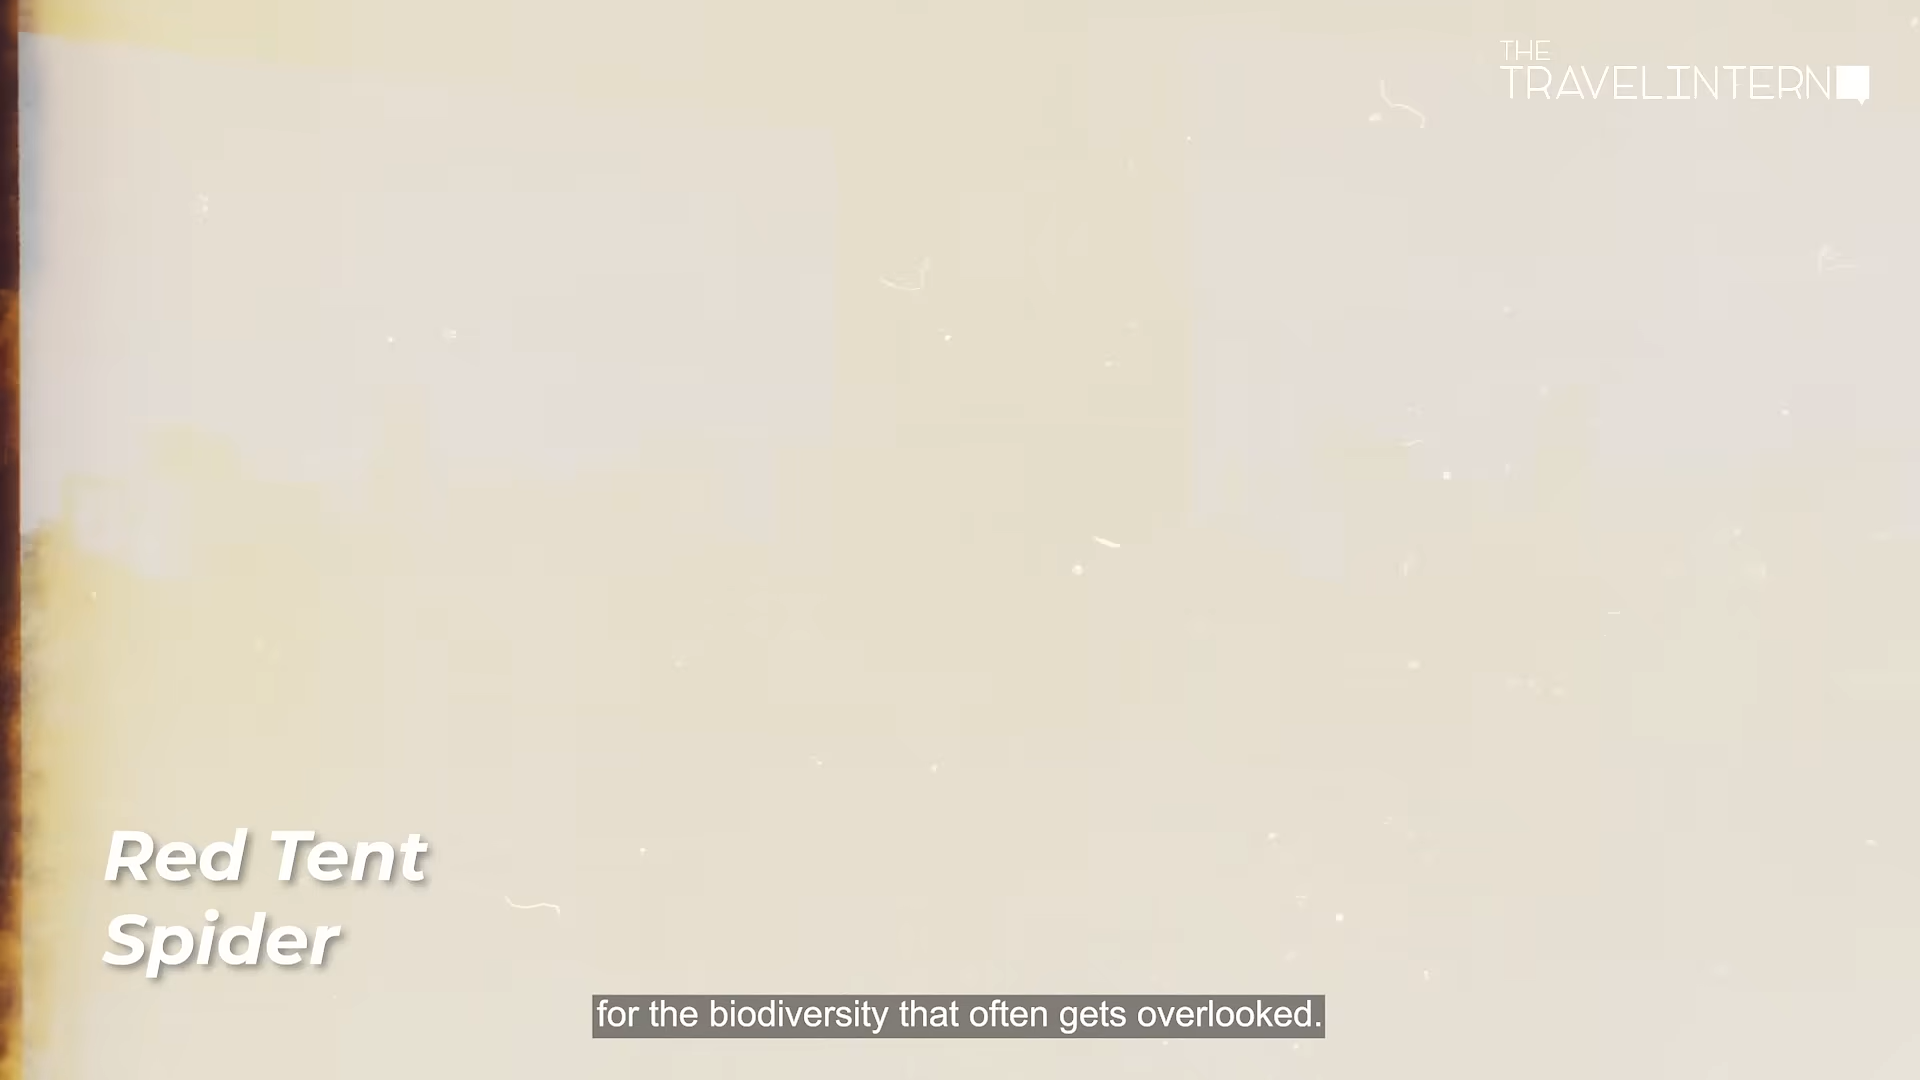 THE
TRAVELINTERN
Red Tent
Spider
for the biodiversity that often gets overlooked.